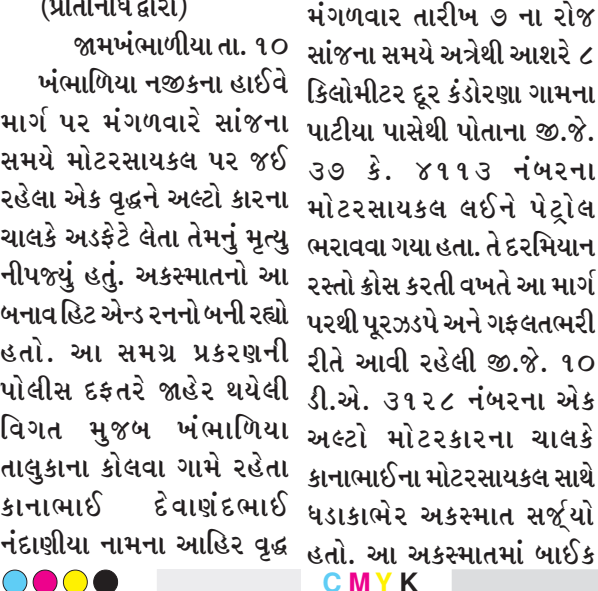 (પ્રતિનિધિ દ્વારા)
જામખંભાળીયા તા. ૧૦
ખંભાળિયા નજીકના હાઈવે
માર્ગ પર મંગળવારે સાંજના
સમયે મોટરસાયકલ પર જઈ
રહેલા એક વૃદ્ધને અલ્ટો કારના
ચાલકે અડફેટે લેતા તેમનું મૃત્યુ
નીપજ્યું હતું. અકસ્માતનો આ
બનાવ હિટ એન્ડ રનનો બની રહ્યો
હતો. આ સમગ્ર પ્રકરણની
પોલીસ દફતરે જાહેર થયેલી
વિગત મુજબ ખંભાળિયા
તાલુકાના કોલવા ગામે રહેતા
કાનાભાઈ દેવાણંદભાઈ
નંદાણીયા નામના આહિર વૃદ્ધ
મંગળવાર તારીખ ૭ ના રોજ
સાંજના સમયે અત્રેથી આશરે ૮
કિલોમીટર દૂર કંડોરણા ગામના
પાટીયા પાસેથી પોતાના જી.જે.
૩૭ કે. ૪૧૧૩ નંબરના
મોટરસાયકલ લઈને પેટ્રોલ
ભરાવવા ગયા હતા. તે દરમિયાન
રસ્તો ક્રોસ કરતી વખતે આ માર્ગ
પરથી પૂરઝડપે અને ગફલતભરી
રીતે આવી રહેલી જી.જે. ૧૦
ડી.એ. ૩૧૨૮ નંબરના એક
અલ્ટો મોટરકારના ચાલકે
કાનાભાઈના મોટરસાયકલ સાથે
ધડાકાભેર અકસ્માત સર્જ્યો
હતો. આ અકસ્માતમાં બાઈક
C M Y K